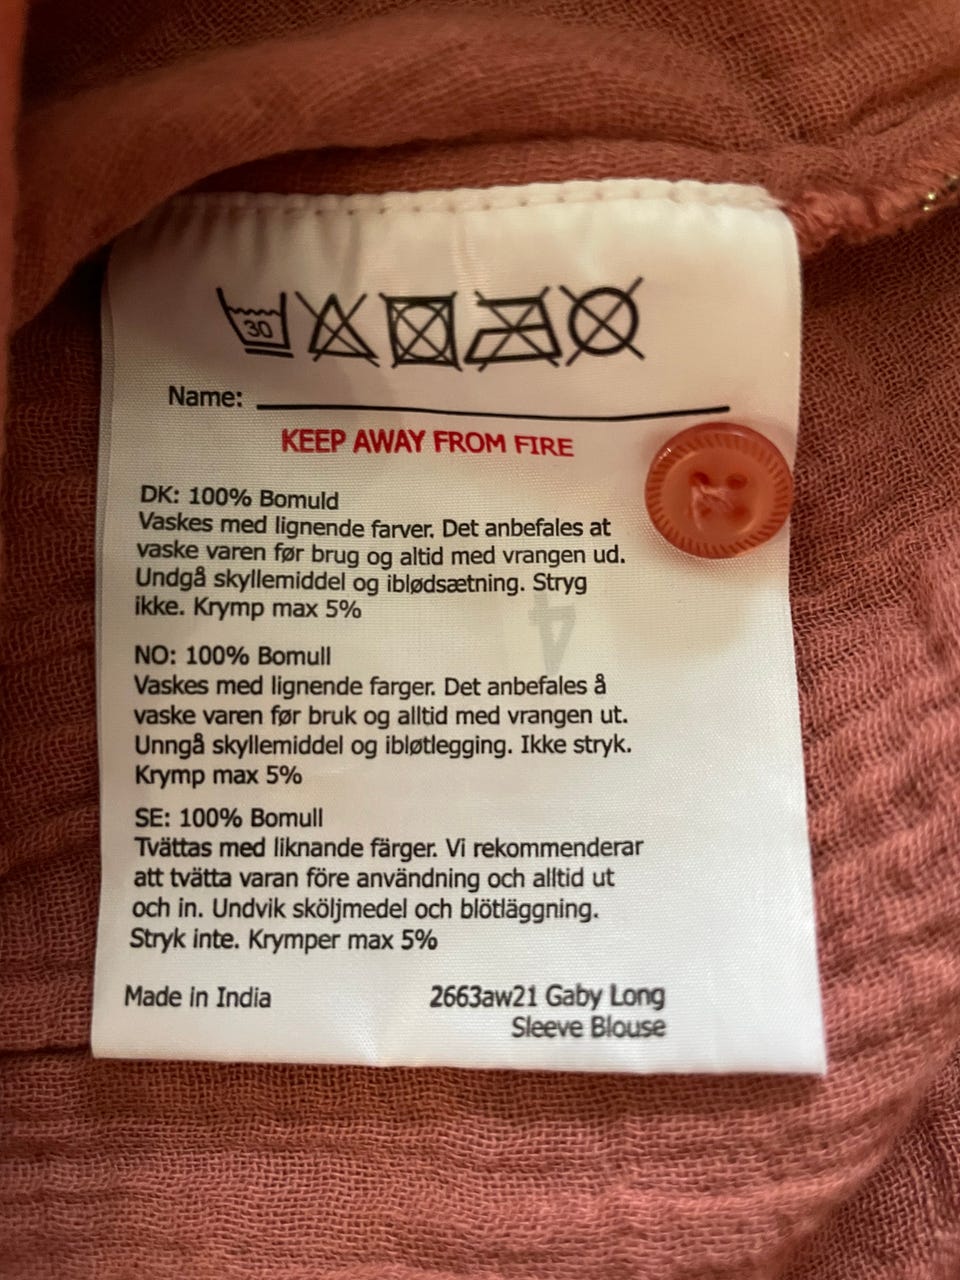 30
Name:
KEEP AWAY FROM FIRE
DK: 100% Bomuld
Vaskes med lignende farver. Det anbefales at
vaske varen før brug og altid med vrangen ud.
Undgå skyllemiddel og iblødsætning. Stryg
ikke. Krymp max 5%
NO: 100% Bomull
Vaskes med lignende farger. Det anbefales å
vaske varen før bruk og alltid med vrangen ut.
Unngå skyllemiddel og ibløtlegging. Ikke stryk.
Krymp max 5%
SE: 100% Bomull
Tvättas med liknande färger. Vi rekommenderar
att tvätta varan före användning och alltid ut
och in. Undvik sköljmedel och blötläggning.
Stryk inte. Krymper max 5%
Made in India
2663aw21 Gaby Long
Sleeve Blouse